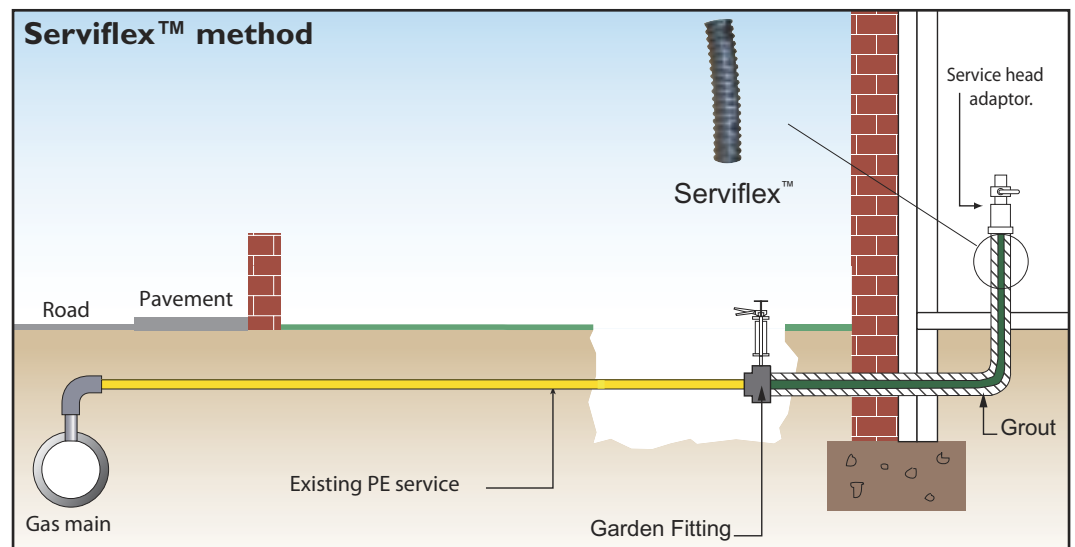 Serviflex™ method
Service head
adaptor.
Serviflex™
Road
Pavement
Existing PE service
Grout
Gas main
Garden Fitting